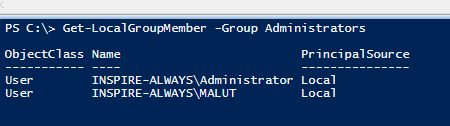 PS C:\> Get-LocalGroupMember -Group Administrators
ObjectClass Name                         PrincipalSource
----------- ----                         ---------------
User        INSPIRE-ALWAYS\Administrator Local
User        INSPIRE-ALWAYS\MALUT         Local